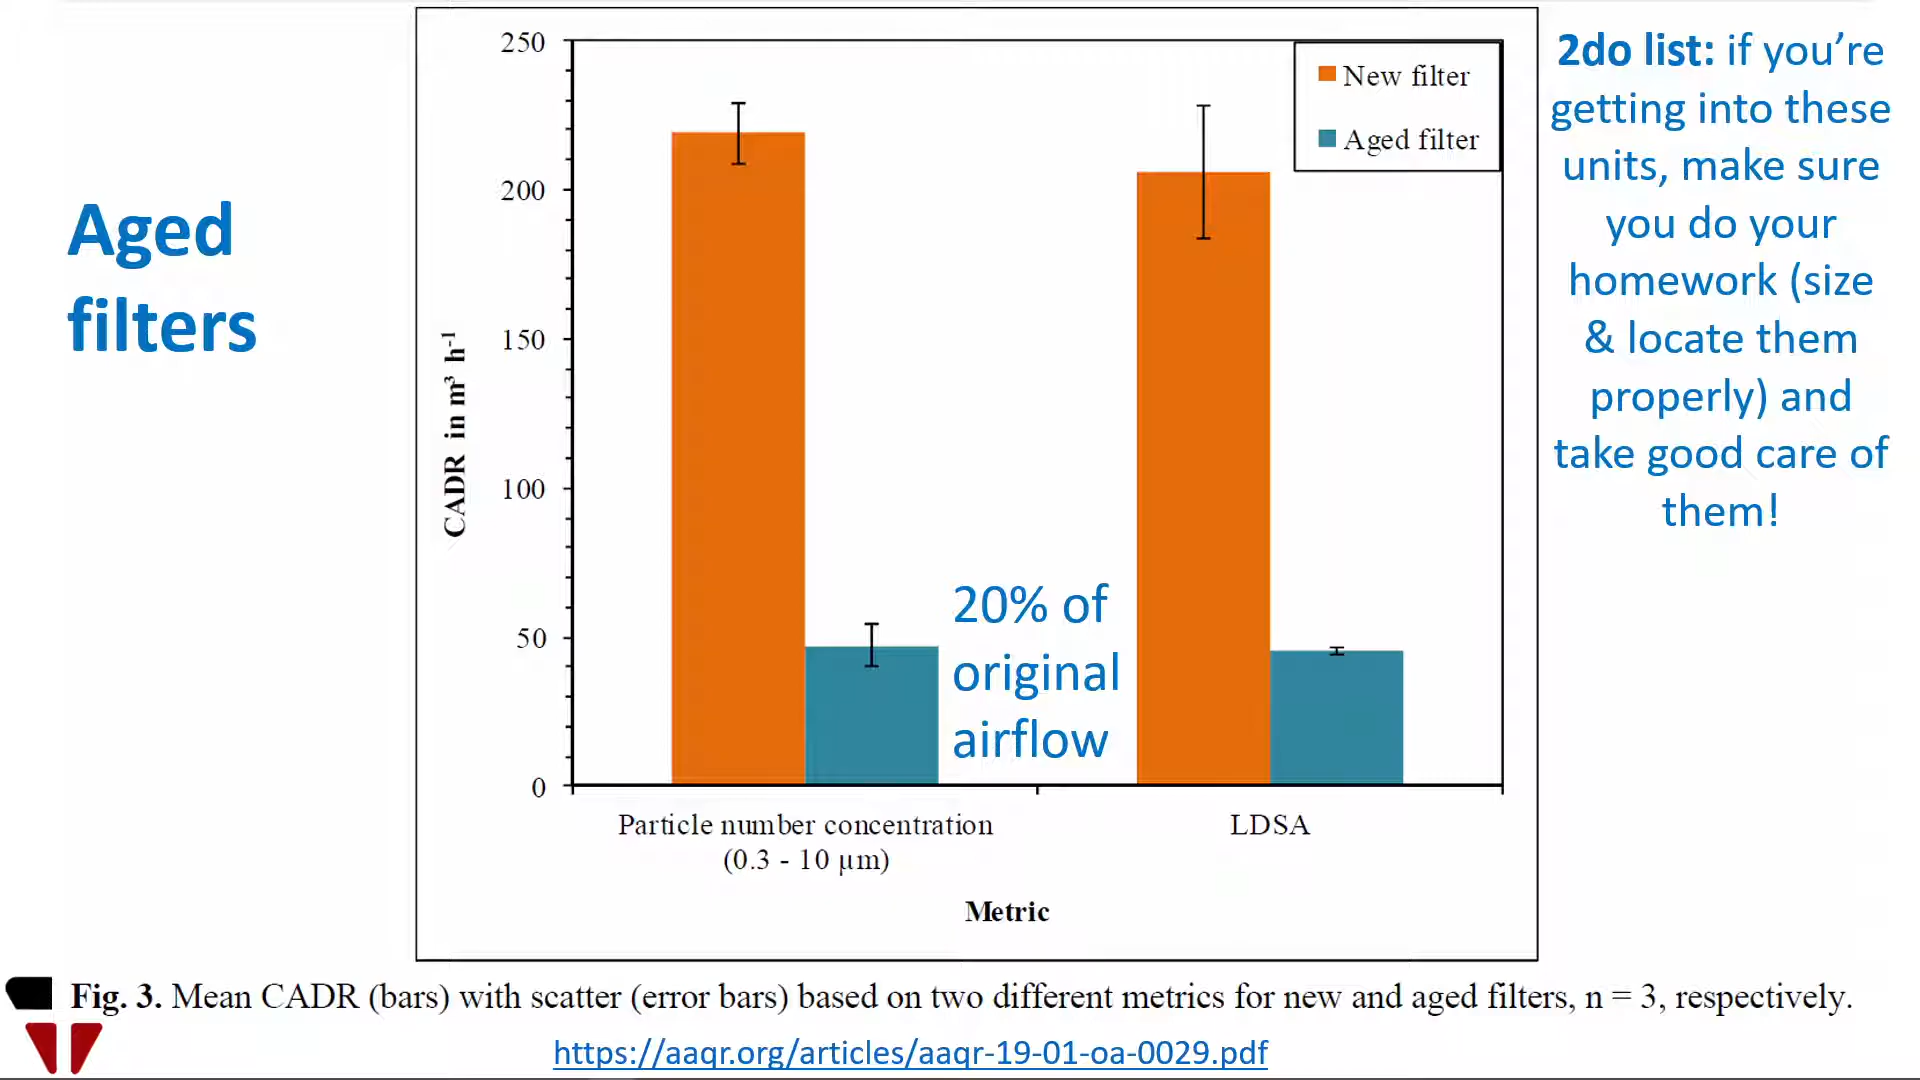 Aged
filters
250
200
150
100
50
0
CADR in m³ h⁻¹
New filter
Aged filter
20% of
original
airflow
Particle number concentration
(0.3 - 10 µm)
LDSA
Metric
2do list: if you’re
getting into these
units, make sure
you do your
homework (size
& locate them
properly) and
take good care of
them!
Fig. 3. Mean CADR (bars) with scatter (error bars) based on two different metrics for new and aged filters, n = 3, respectively.
https://aaqr.org/articles/aaqr-19-01-oa-0029.pdf